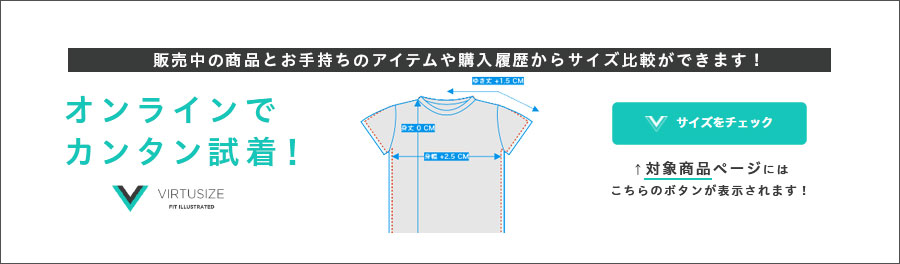 販売中の商品とお手持ちのアイテムや購入履歴からサイズ比較ができます！
オンラインで
カンタン試着！
VIRTUSIZE
FIT ILLUSTRATED
ゆき丈 +1.5 CM
身丈 0 CM
身幅 +2.5 CM
サイズをチェック
↑対象商品ページには
こちらのボタンが表示されます！